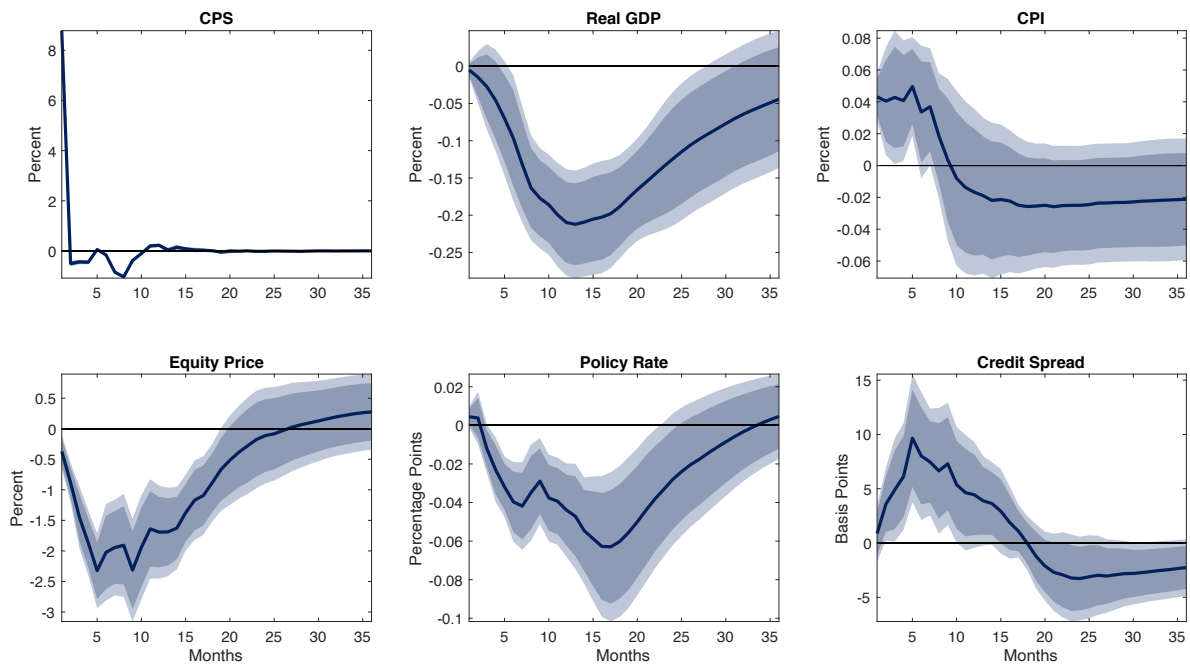 CPS
Real GDP
CPI
Percent
8
6
4
2
0
5 10 15 20 25 30 35
Percent
0
-0.05
-0.1
-0.15
-0.2
-0.25
5 10 15 20 25 30 35
Percent
0.08
0.06
0.04
0.02
0
-0.02
-0.04
-0.06
5 10 15 20 25 30 35
Equity Price
Policy Rate
Credit Spread
Percent
0.5
0
-0.5
-1
-1.5
-2
-2.5
-3
5 10 15 20 25 30 35
Months
Percentage Points
0.02
0
-0.02
-0.04
-0.06
-0.08
-0.1
5 10 15 20 25 30 35
Months
Basis Points
15
10
5
0
-5
5 10 15 20 25 30 35
Months